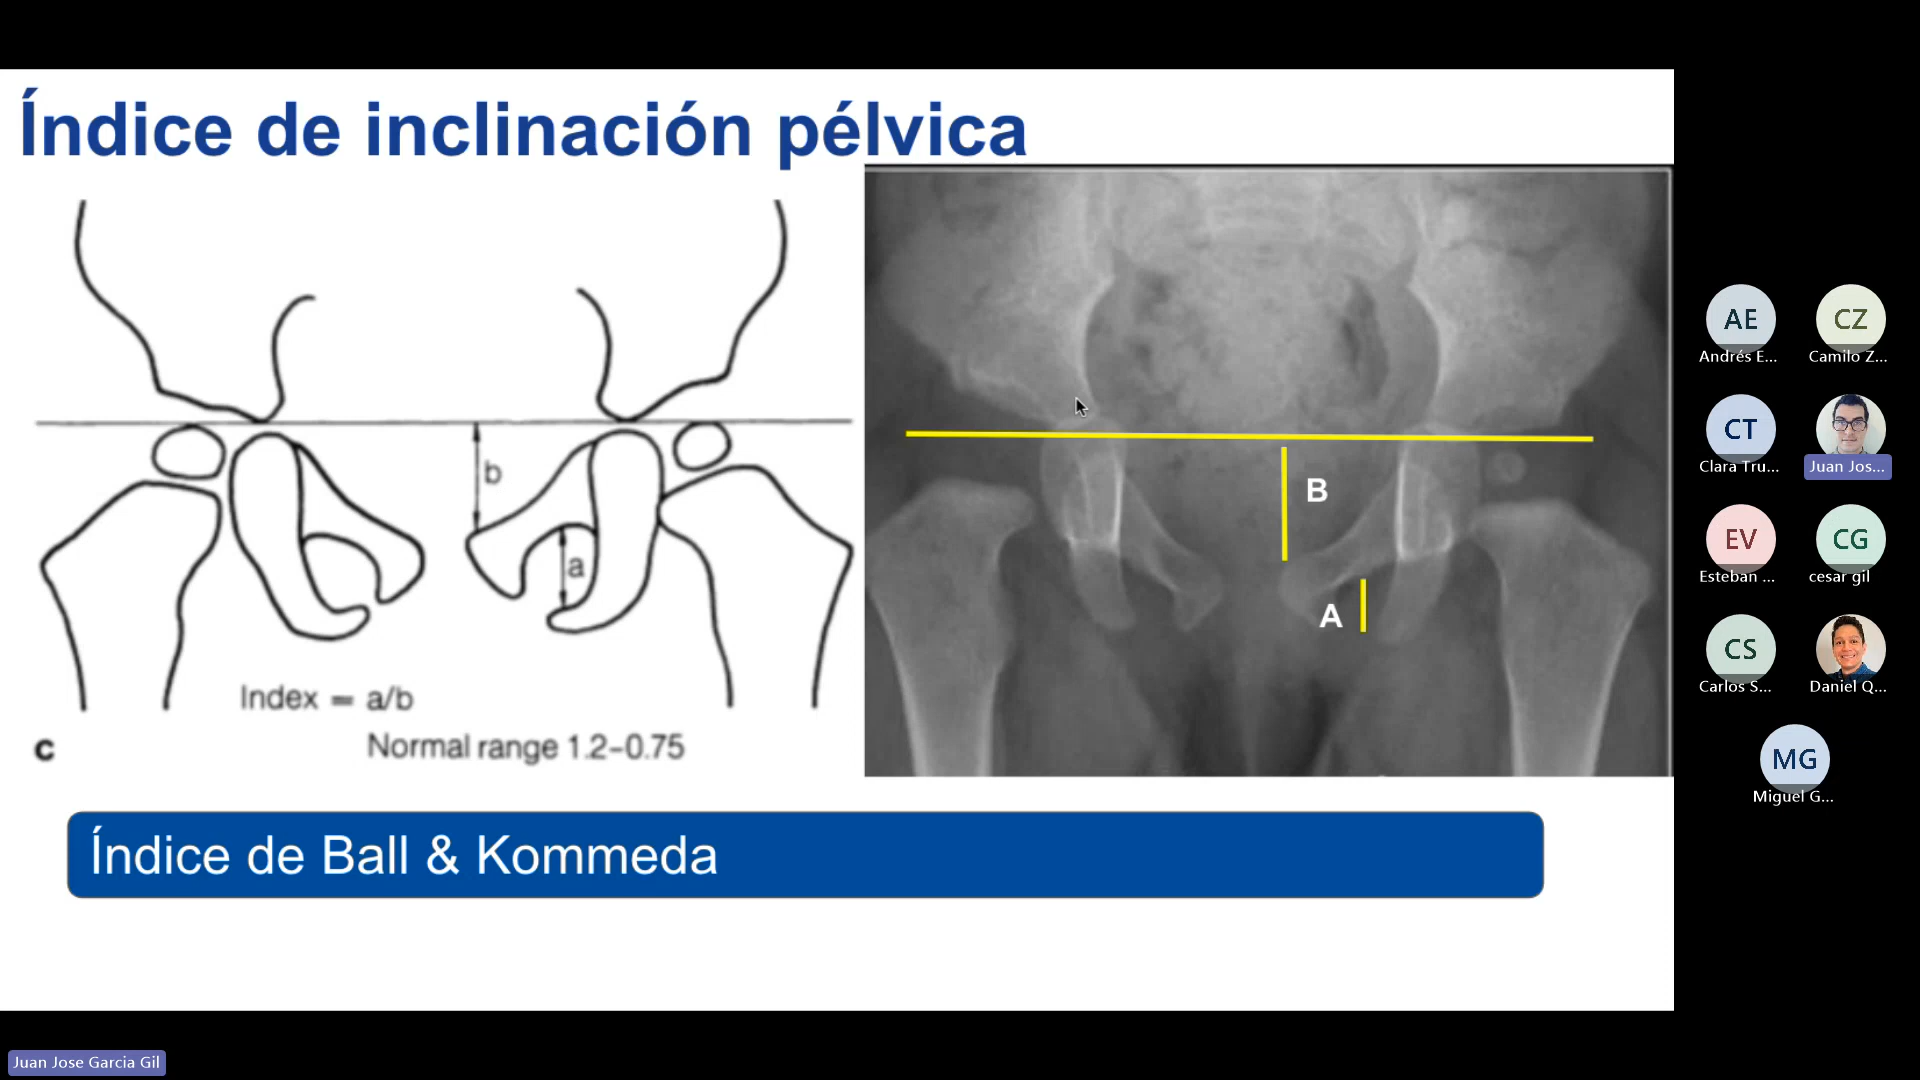 Índice de inclinación pélvica
b
a
Index = a/b
c
Normal range 1.2–0.75
B
A
Índice de Ball & Kommeda
AE
Andrés E...
CZ
Camilo Z...
CT
Clara Tru...
Juan Jos...
EV
Esteban ...
CG
cesar gil
CS
Carlos S...
Daniel Q...
MG
Miguel G...
Juan Jose Garcia Gil